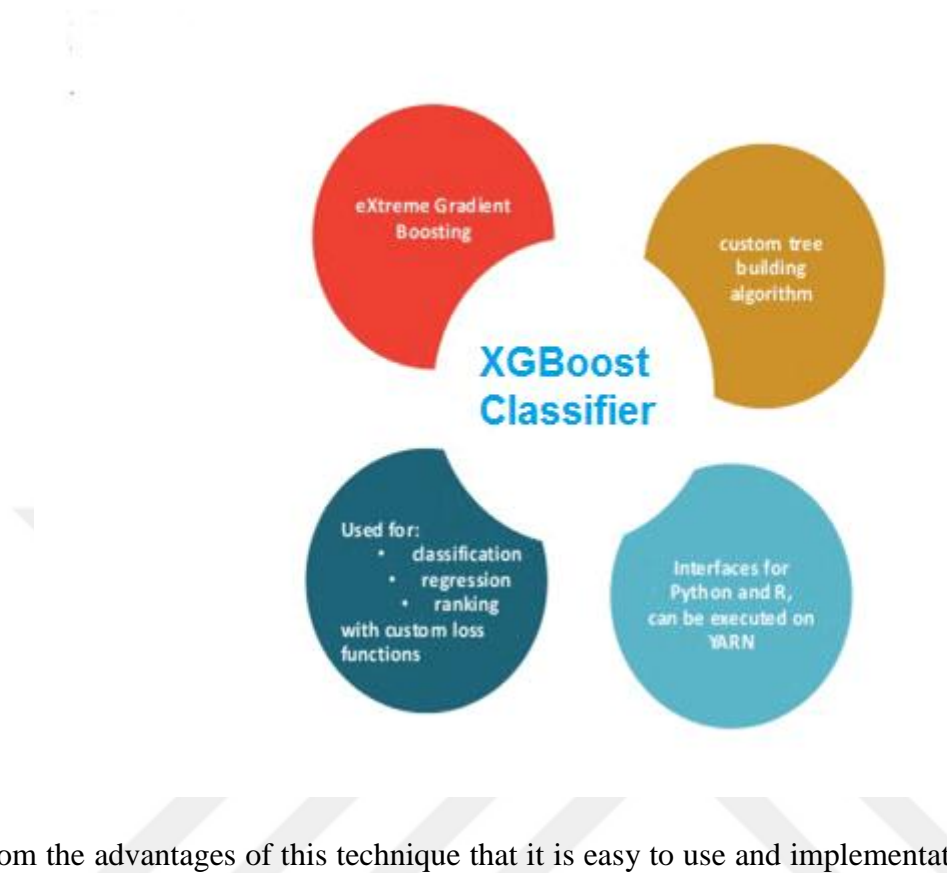 eXtreme Gradient
Boosting
custom tree
building
algorithm
XGBoost
Classifier
Used for:
• classification
• regression
• ranking
with custom loss
functions
Interfaces for
Python and R,
can be executed on
YARN
the advantages of this technique that it is easy to use and